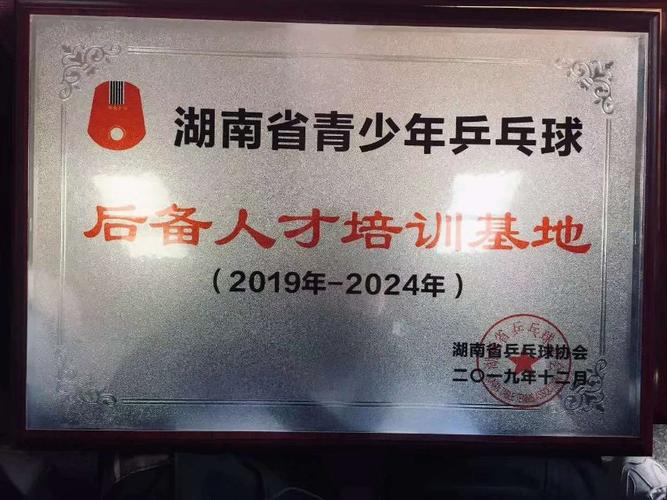 湖南省青少年乒乓球
后备人才培训基地
（2019年-2024年）
湖南省乒乓球协会
二〇一九年十二月